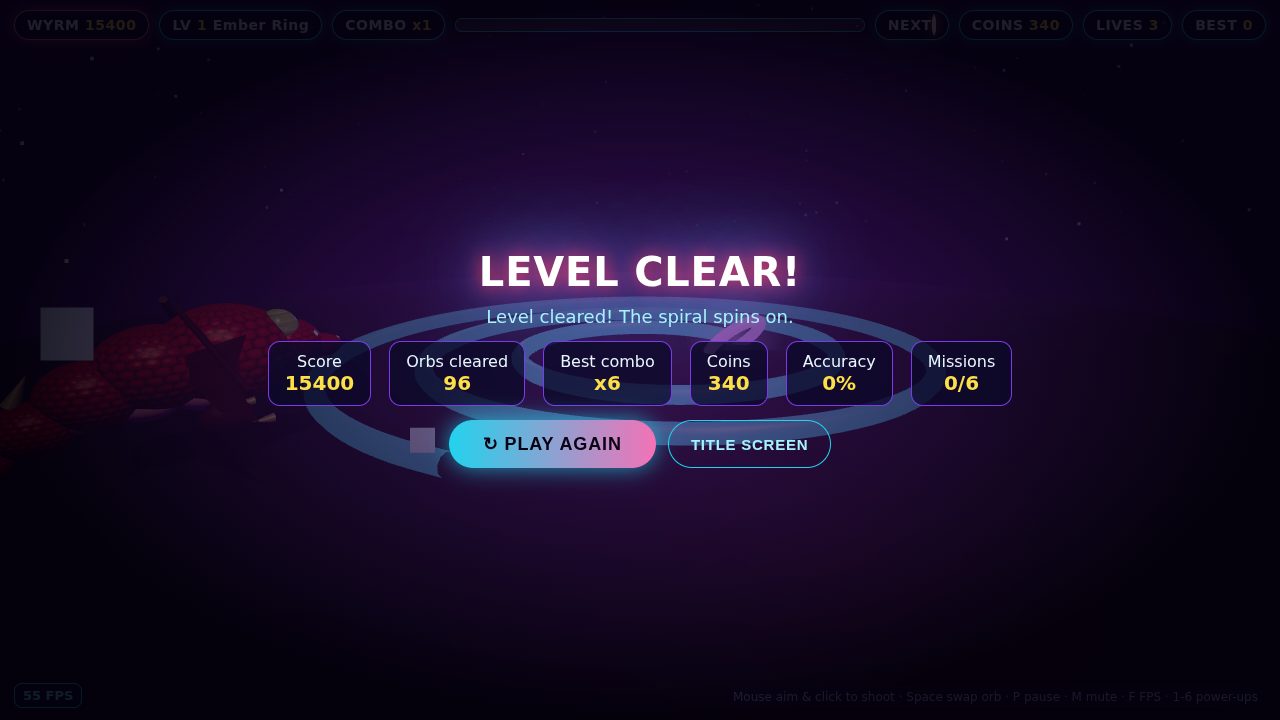 WYRM 15400
LV 1 Ember Ring
COMBO x1
NEXT
COINS 340
LIVES 3
BEST 0
LEVEL CLEAR!
Level cleared! The spiral spins on.
Score
15400
Orbs cleared
96
Best combo
x6
Coins
340
Accuracy
0%
Missions
0/6
↻ PLAY AGAIN
TITLE SCREEN
55 FPS
Mouse aim & click to shoot · Space swap orb · P pause · M mute · F FPS · 1-6 power-ups